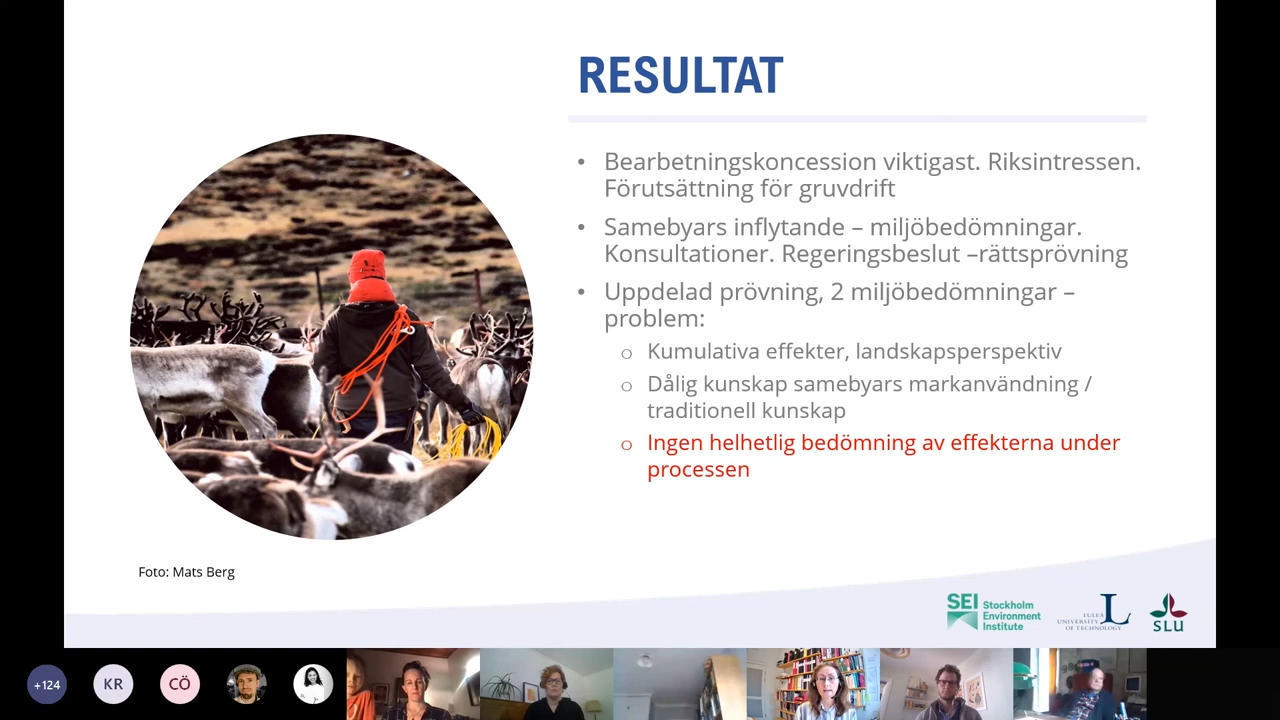 RESULTAT
• Bearbetningskoncession viktigast. Riksintressen.
Förutsättning för gruvdrift
• Samebyars inflytande – miljöbedömningar.
Konsultationer. Regeringsbeslut –rättsprövning
• Uppdelad prövning, 2 miljöbedömningar –
problem:
o Kumulativa effekter, landskapsperspektiv
o Dålig kunskap samebyars markanvändning /
traditionell kunskap
o Ingen helhetlig bedömning av effekterna under
processen
Foto: Mats Berg
SEI Stockholm
Environment
Institute
LULEÅ
UNIVERSITY
OF TECHNOLOGY
L
SLU
+124
KR
CÖ